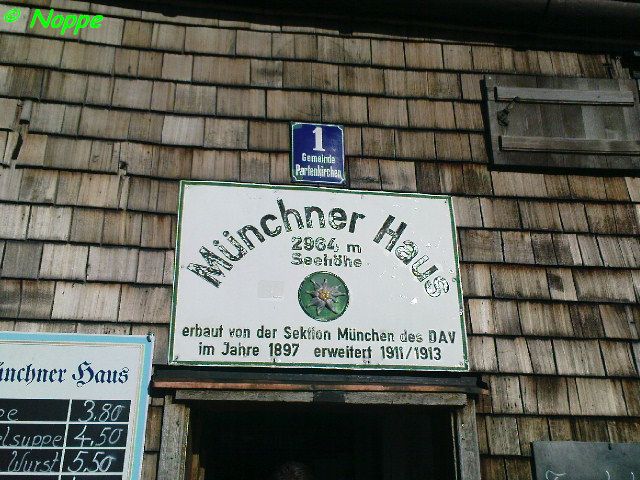 © Noppe
1
Gemeinde
Partenkirchen
Münchner Haus
2964 m
Seehöhe
erbaut von der Sektion München des DAV
im Jahre 1897 erweitert 1911/1913
Haus
3.80
4.50
Wurst 5.50